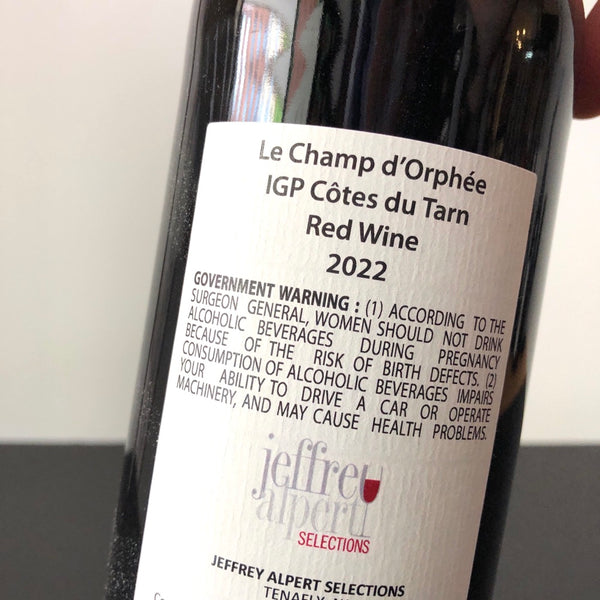 Le Champ d'Orphée
IGP Côtes du Tarn
Red Wine
2022
GOVERNMENT WARNING : (1) ACCORDING TO THE
SURGEON GENERAL, WOMEN SHOULD NOT DRINK
ALCOHOLIC BEVERAGES DURING PREGNANCY
BECAUSE OF THE RISK OF BIRTH DEFECTS. (2)
CONSUMPTION OF ALCOHOLIC BEVERAGES IMPAIRS
YOUR ABILITY TO DRIVE A CAR OR OPERATE
MACHINERY, AND MAY CAUSE HEALTH PROBLEMS.
jeffrey
alpert
SELECTIONS
JEFFREY ALPERT SELECTIONS
TENAFLY,